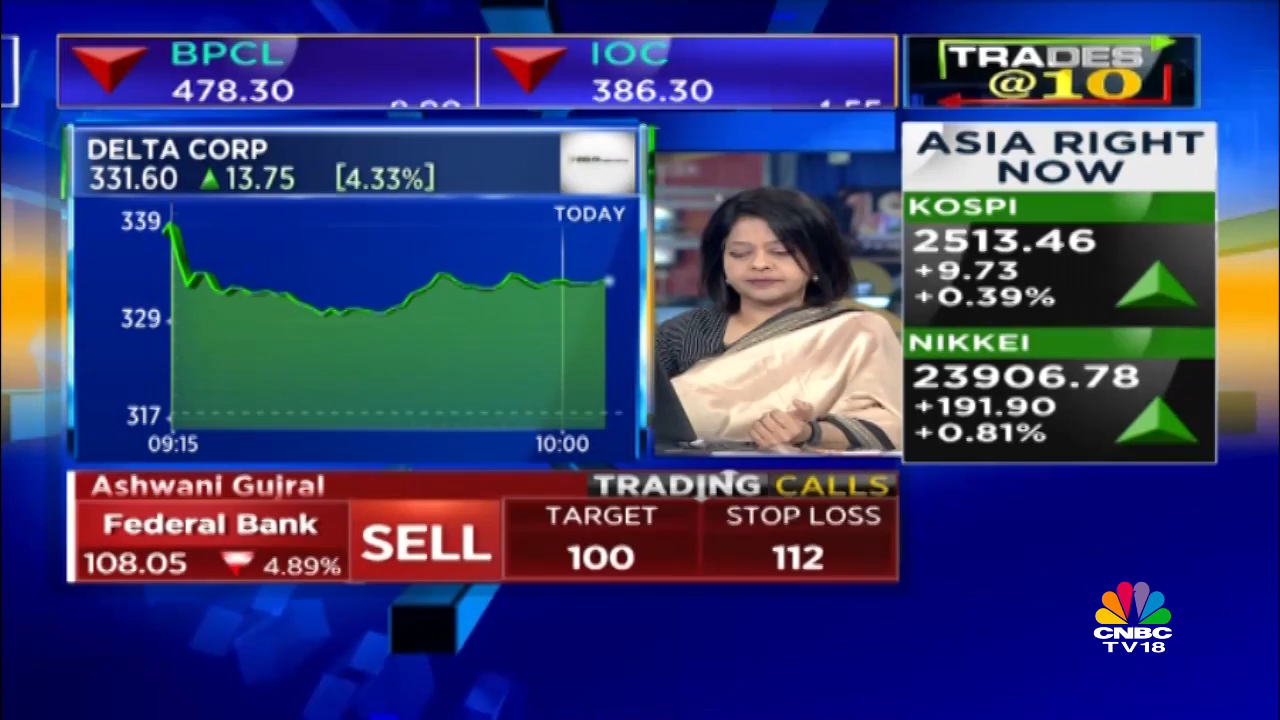 BPCL
478.30
IOC
386.30
TRADES
@10
DELTA CORP
331.60 13.75 [4.33%]
TODAY
339
329
317
09:15 10:00
ASIA RIGHT
NOW
KOSPI
2513.46
+9.73
+0.39%
NIKKEI
23906.78
+191.90
+0.81%
Ashwani Gujral
TRADING CALLS
Federal Bank
108.05 4.89%
SELL
TARGET
100
STOP LOSS
112
CNBC
TV18